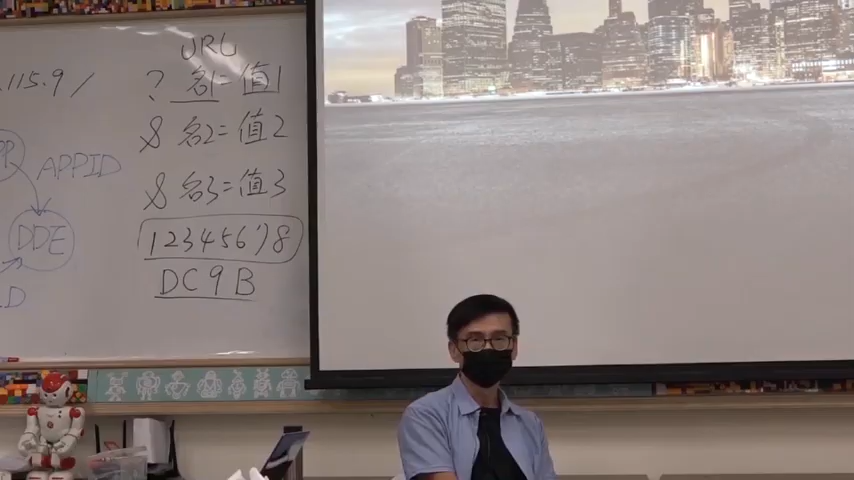 URL
.115.9/
? 名1=值1
& 名2=值2
APPID
& 名3=值3
DDE
12345678
DC9B